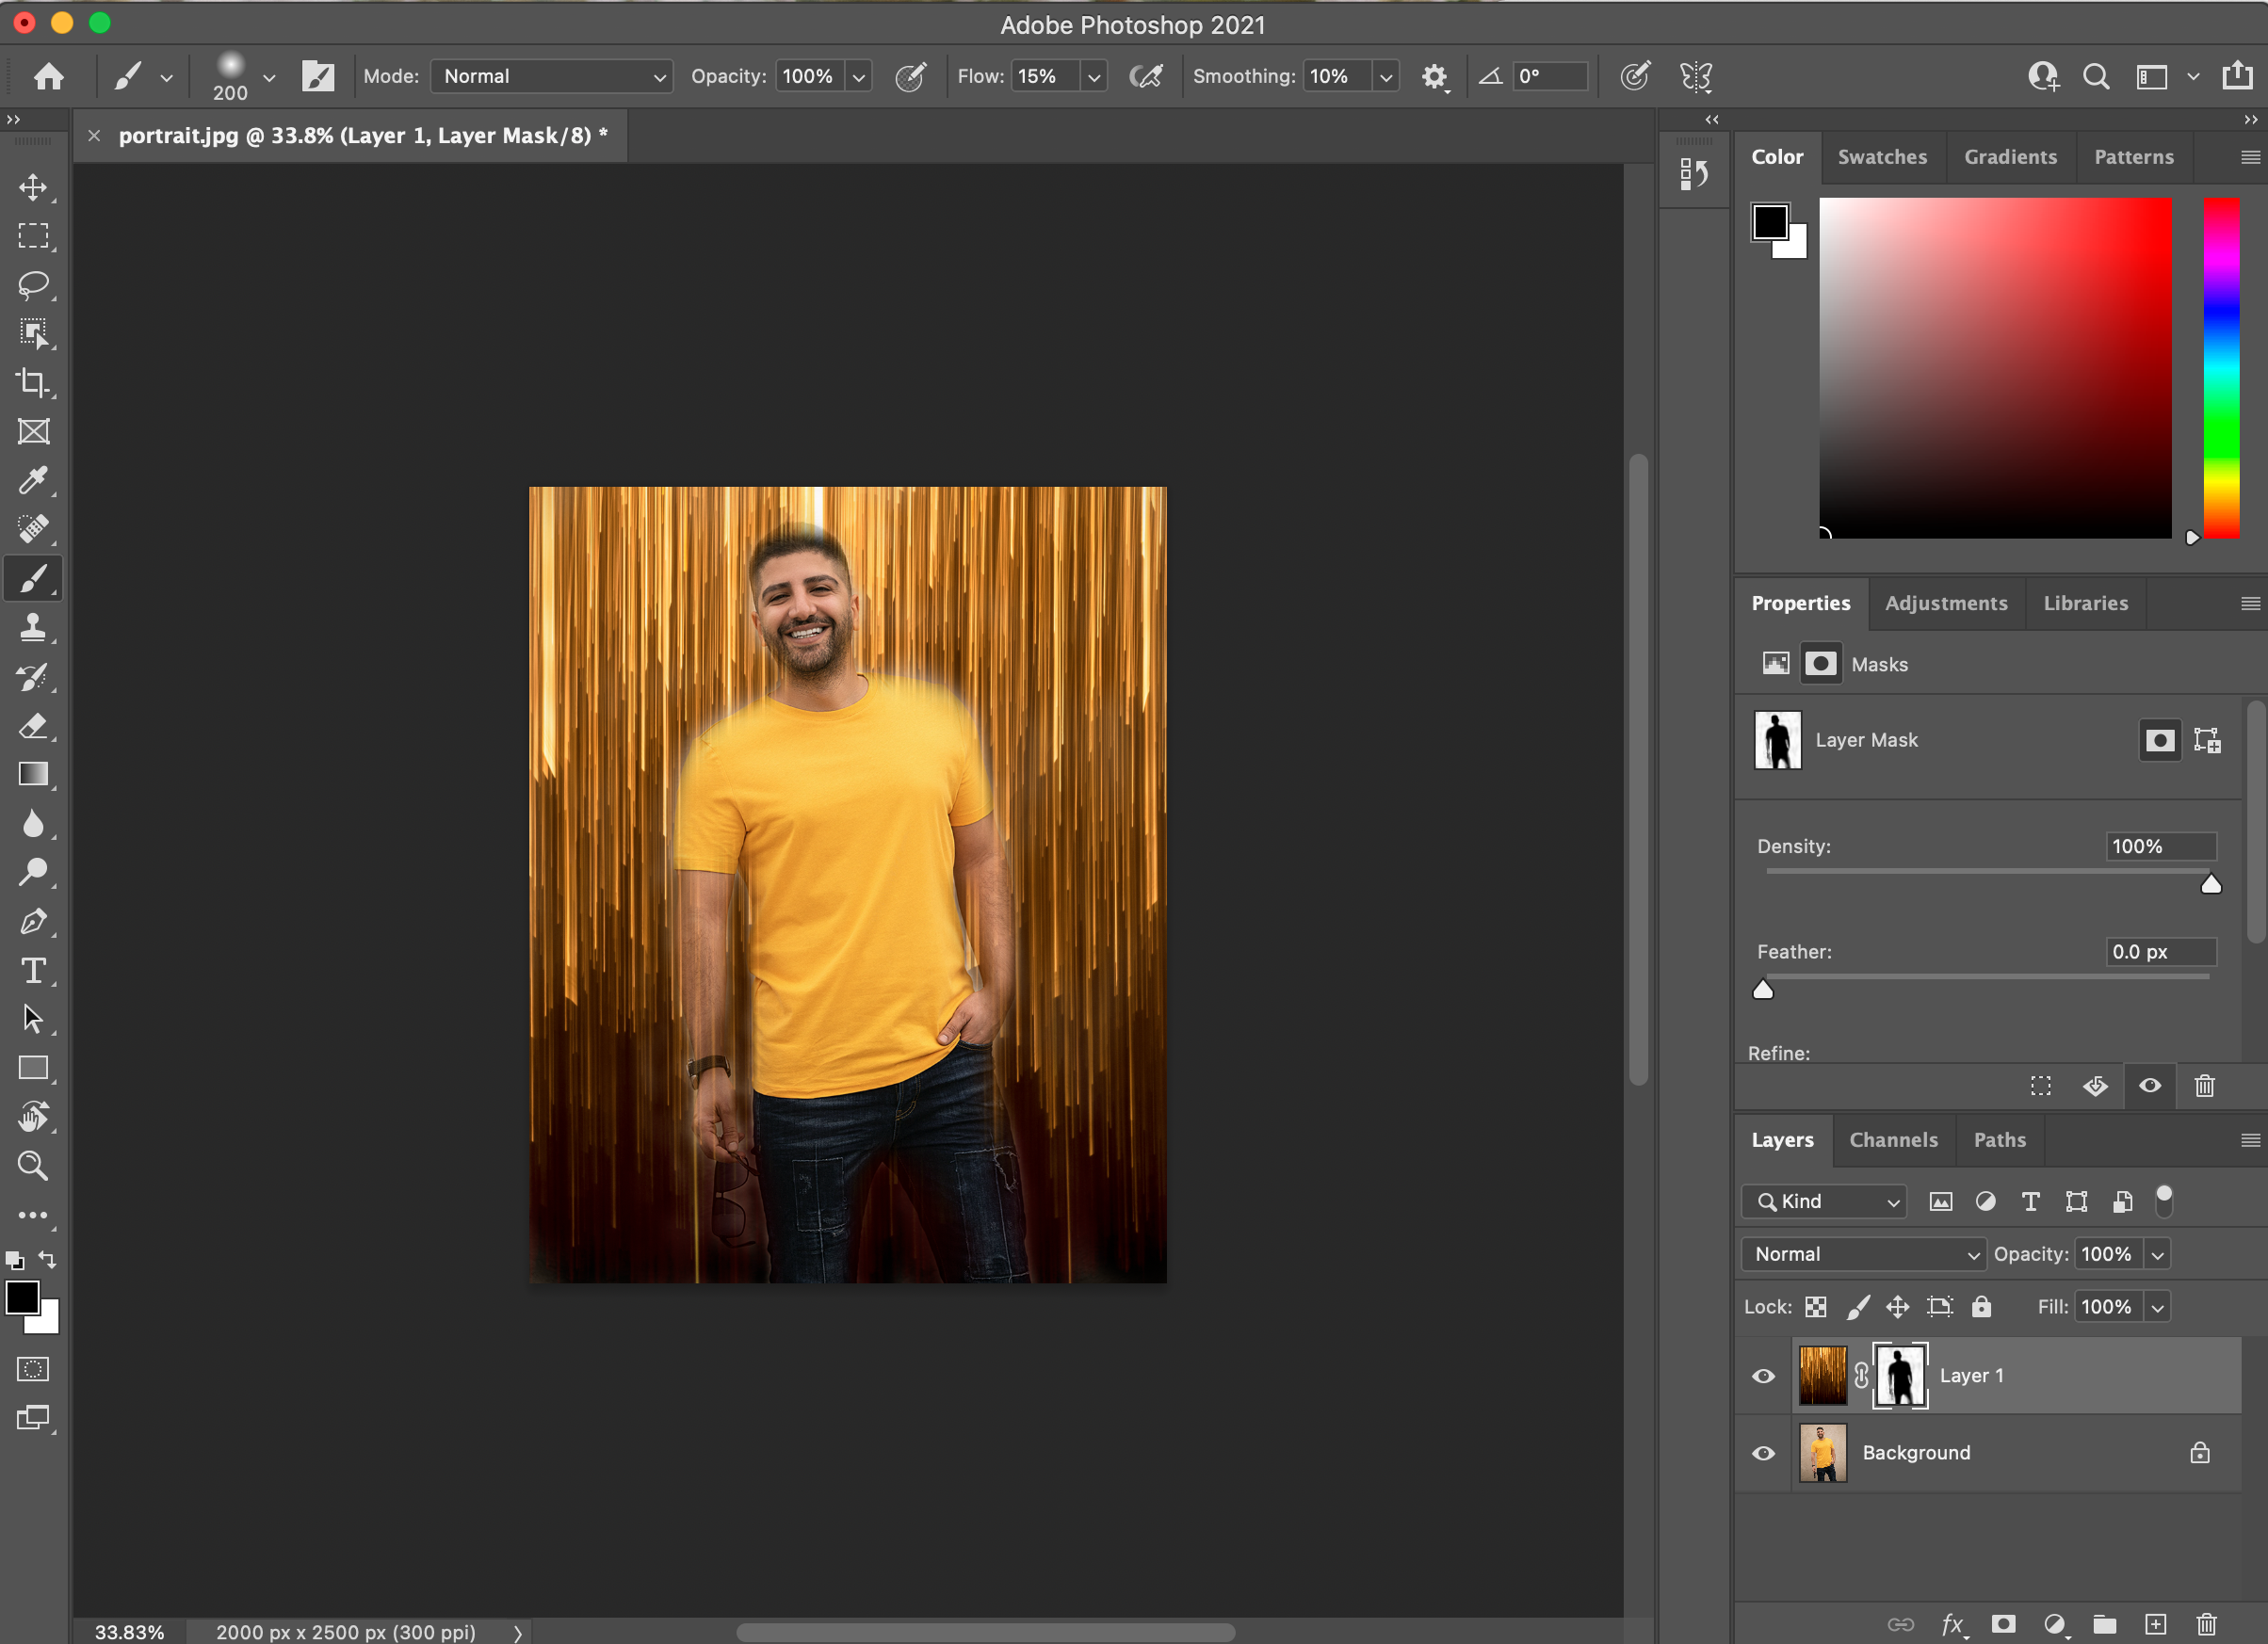 Adobe Photoshop 2021
200
Mode: Normal
Opacity: 100%
Flow: 15%
Smoothing: 10%
0°
portrait.jpg @ 33.8% (Layer 1, Layer Mask/8) *
Color
Swatches
Gradients
Patterns
Properties
Adjustments
Libraries
Masks
Layer Mask
Density: 100%
Feather: 0.0 px
Refine:
Layers
Channels
Paths
Kind
Normal
Opacity: 100%
Lock:
Fill: 100%
Layer 1
Background
fx
33.83%
2000 px x 2500 px (300 ppi)